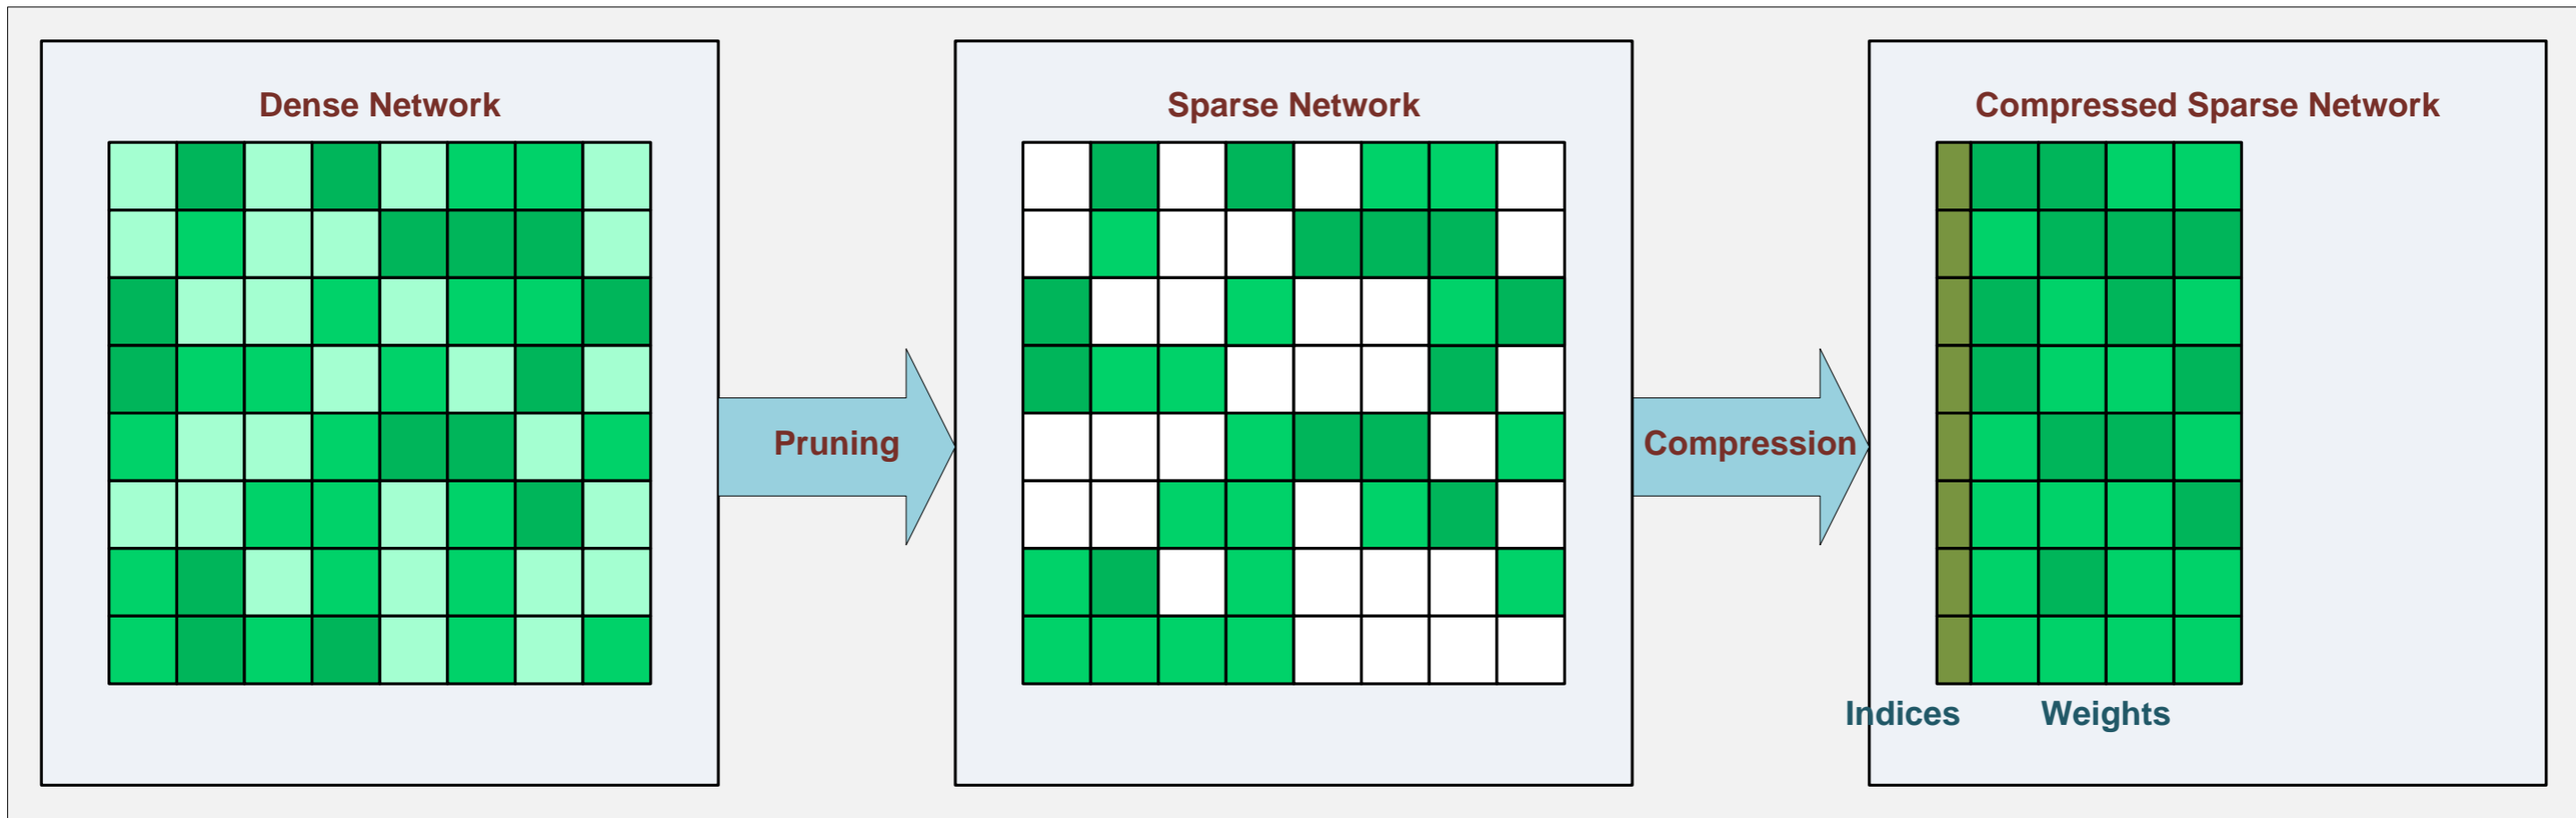 Dense Network
Sparse Network
Compressed Sparse Network
Pruning
Compression
Indices
Weights